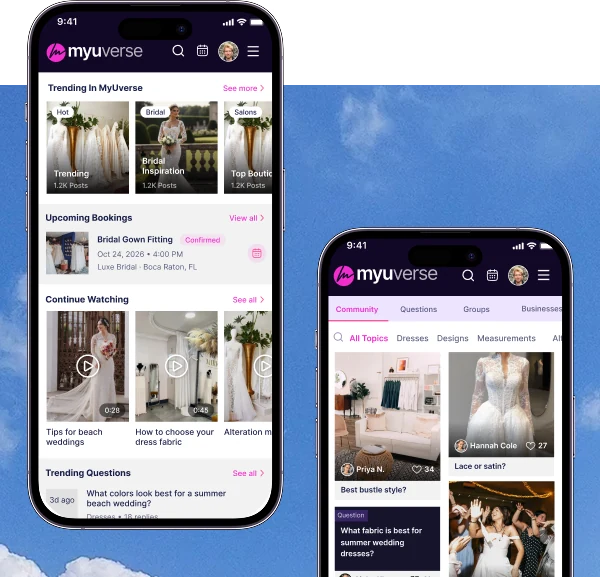 9:41
myuverse
Trending In MyUverse
See more >
Hot
Bridal
Salons
Trending
Bridal
Inspiration
Top Boutic
1.2K Posts
1.2K Posts
1.2K Posts
Upcoming Bookings
View all >
Bridal Gown Fitting
Confirmed
Oct 24, 2026 • 4:00 PM
Luxe Bridal · Boca Raton, FL
Continue Watching
See all >
0:28
0:45
Tips for beach
weddings
How to choose your
dress fabric
Alteration m
Trending Questions
See all >
3d ago
What colors look best for a summer
beach wedding?
Dresses • 16 replies
9:41
myuverse
Community
Questions
Groups
Businesses
All Topics
Dresses
Designs
Measurements
Priya N.
34
Best bustle style?
Hannah Cole
27
Lace or satin?
Question
What fabric is best for
summer wedding
dresses?